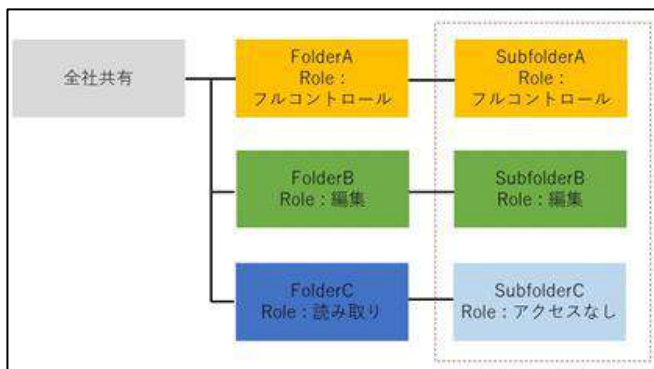 全社共有
FolderA
Role：
フルコントロール
SubfolderA
Role：
フルコントロール
FolderB
Role：編集
SubfolderB
Role：編集
FolderC
Role：読み取り
SubfolderC
Role：アクセスなし